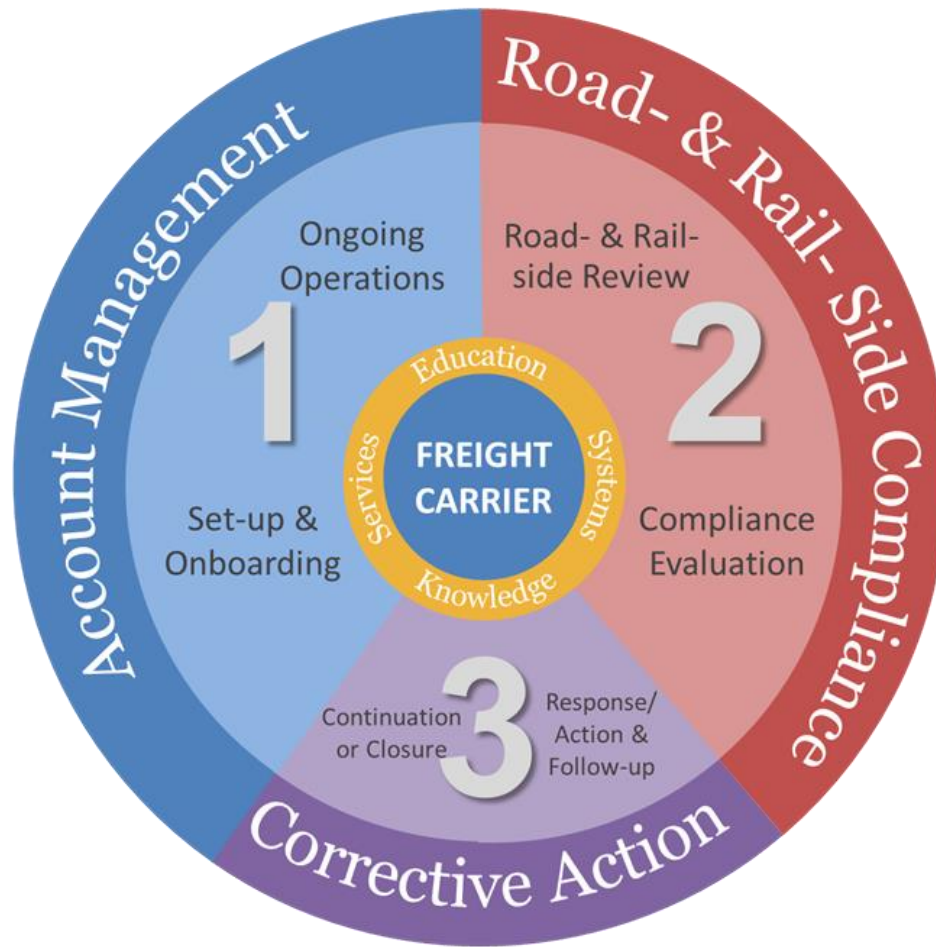 Account Management
Ongoing
Operations
1
Set-up &
Onboarding
Road- & Rail- Side Compliance
Road- & Rail-
side Review
2
Compliance
Evaluation
Corrective Action
3
Continuation
or Closure
Response/
Action &
Follow-up
Education
Systems
Knowledge
Services
FREIGHT
CARRIER